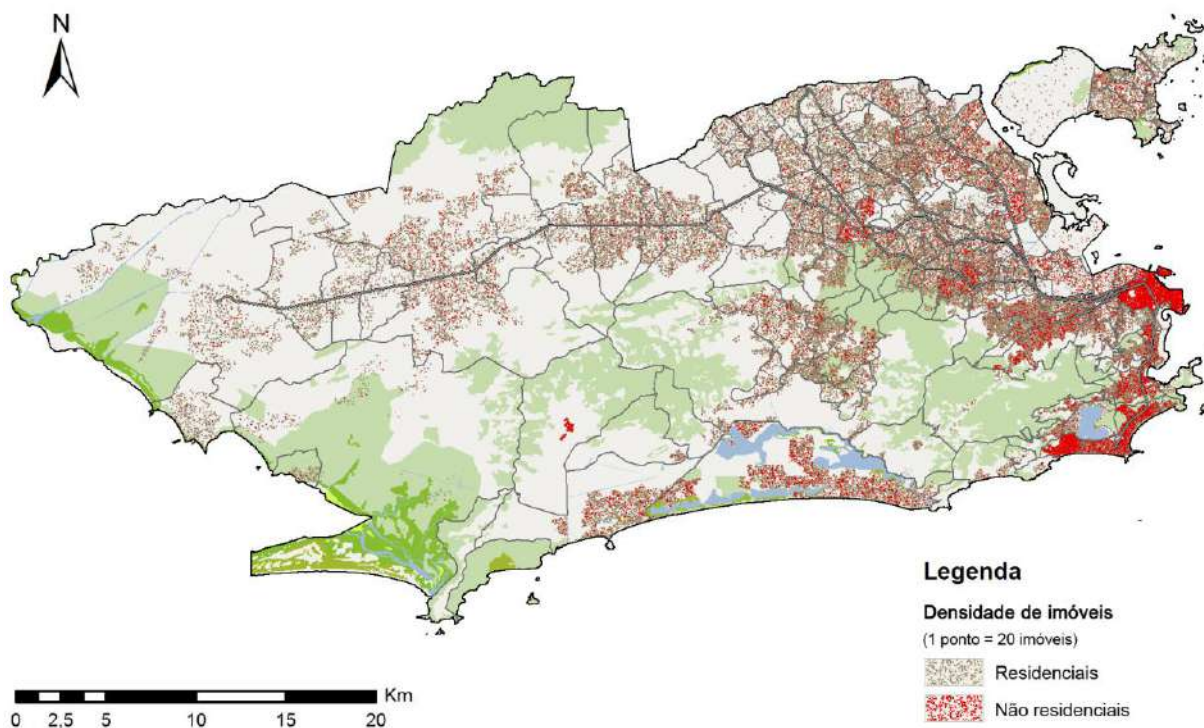 N
Legenda
Densidade de imóveis
(1 ponto = 20 imóveis)
Residenciais
Não residenciais
Km
0 2.5 5 10 15 20